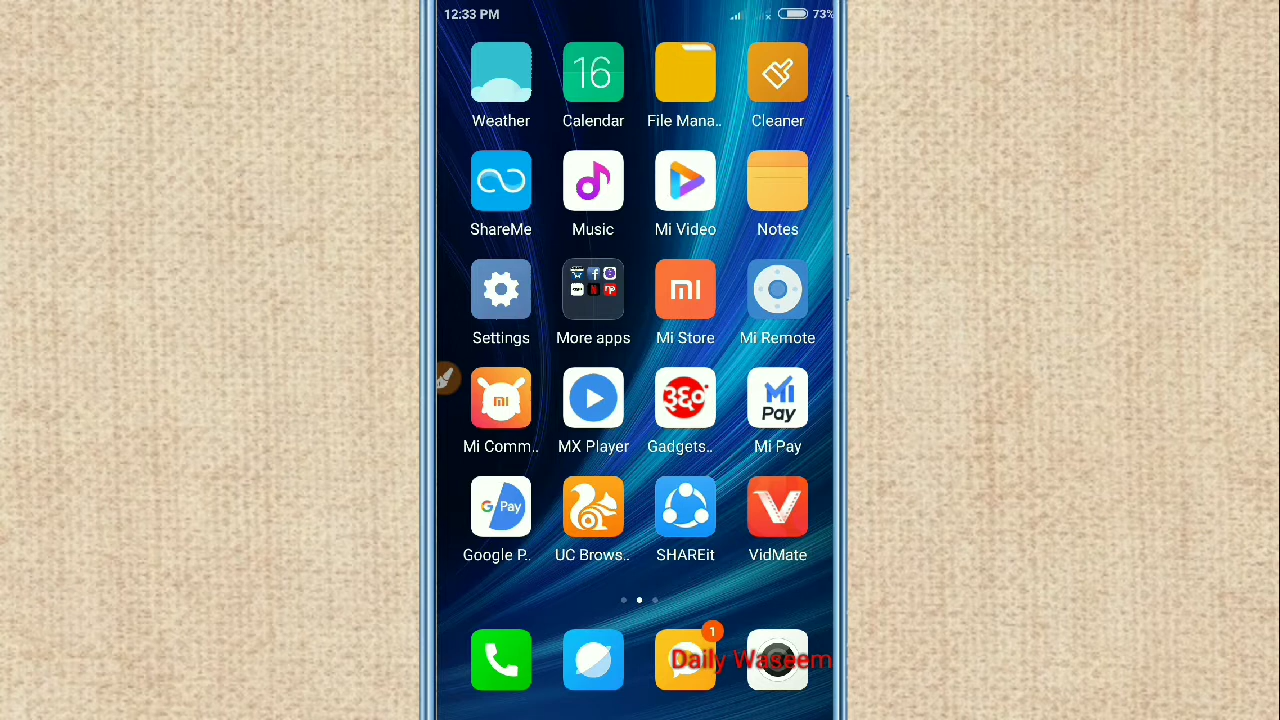 12:33 PM 73%
Weather Calendar File Mana.. Cleaner
16
ShareMe Music Mi Video Notes
Settings More apps Mi Store Mi Remote
Mi Comm.. MX Player Gadgets.. Mi Pay
३६०
MI Pay
G Pay
Google P.. UC Brows.. SHAREit VidMate
1
Daily Waseem